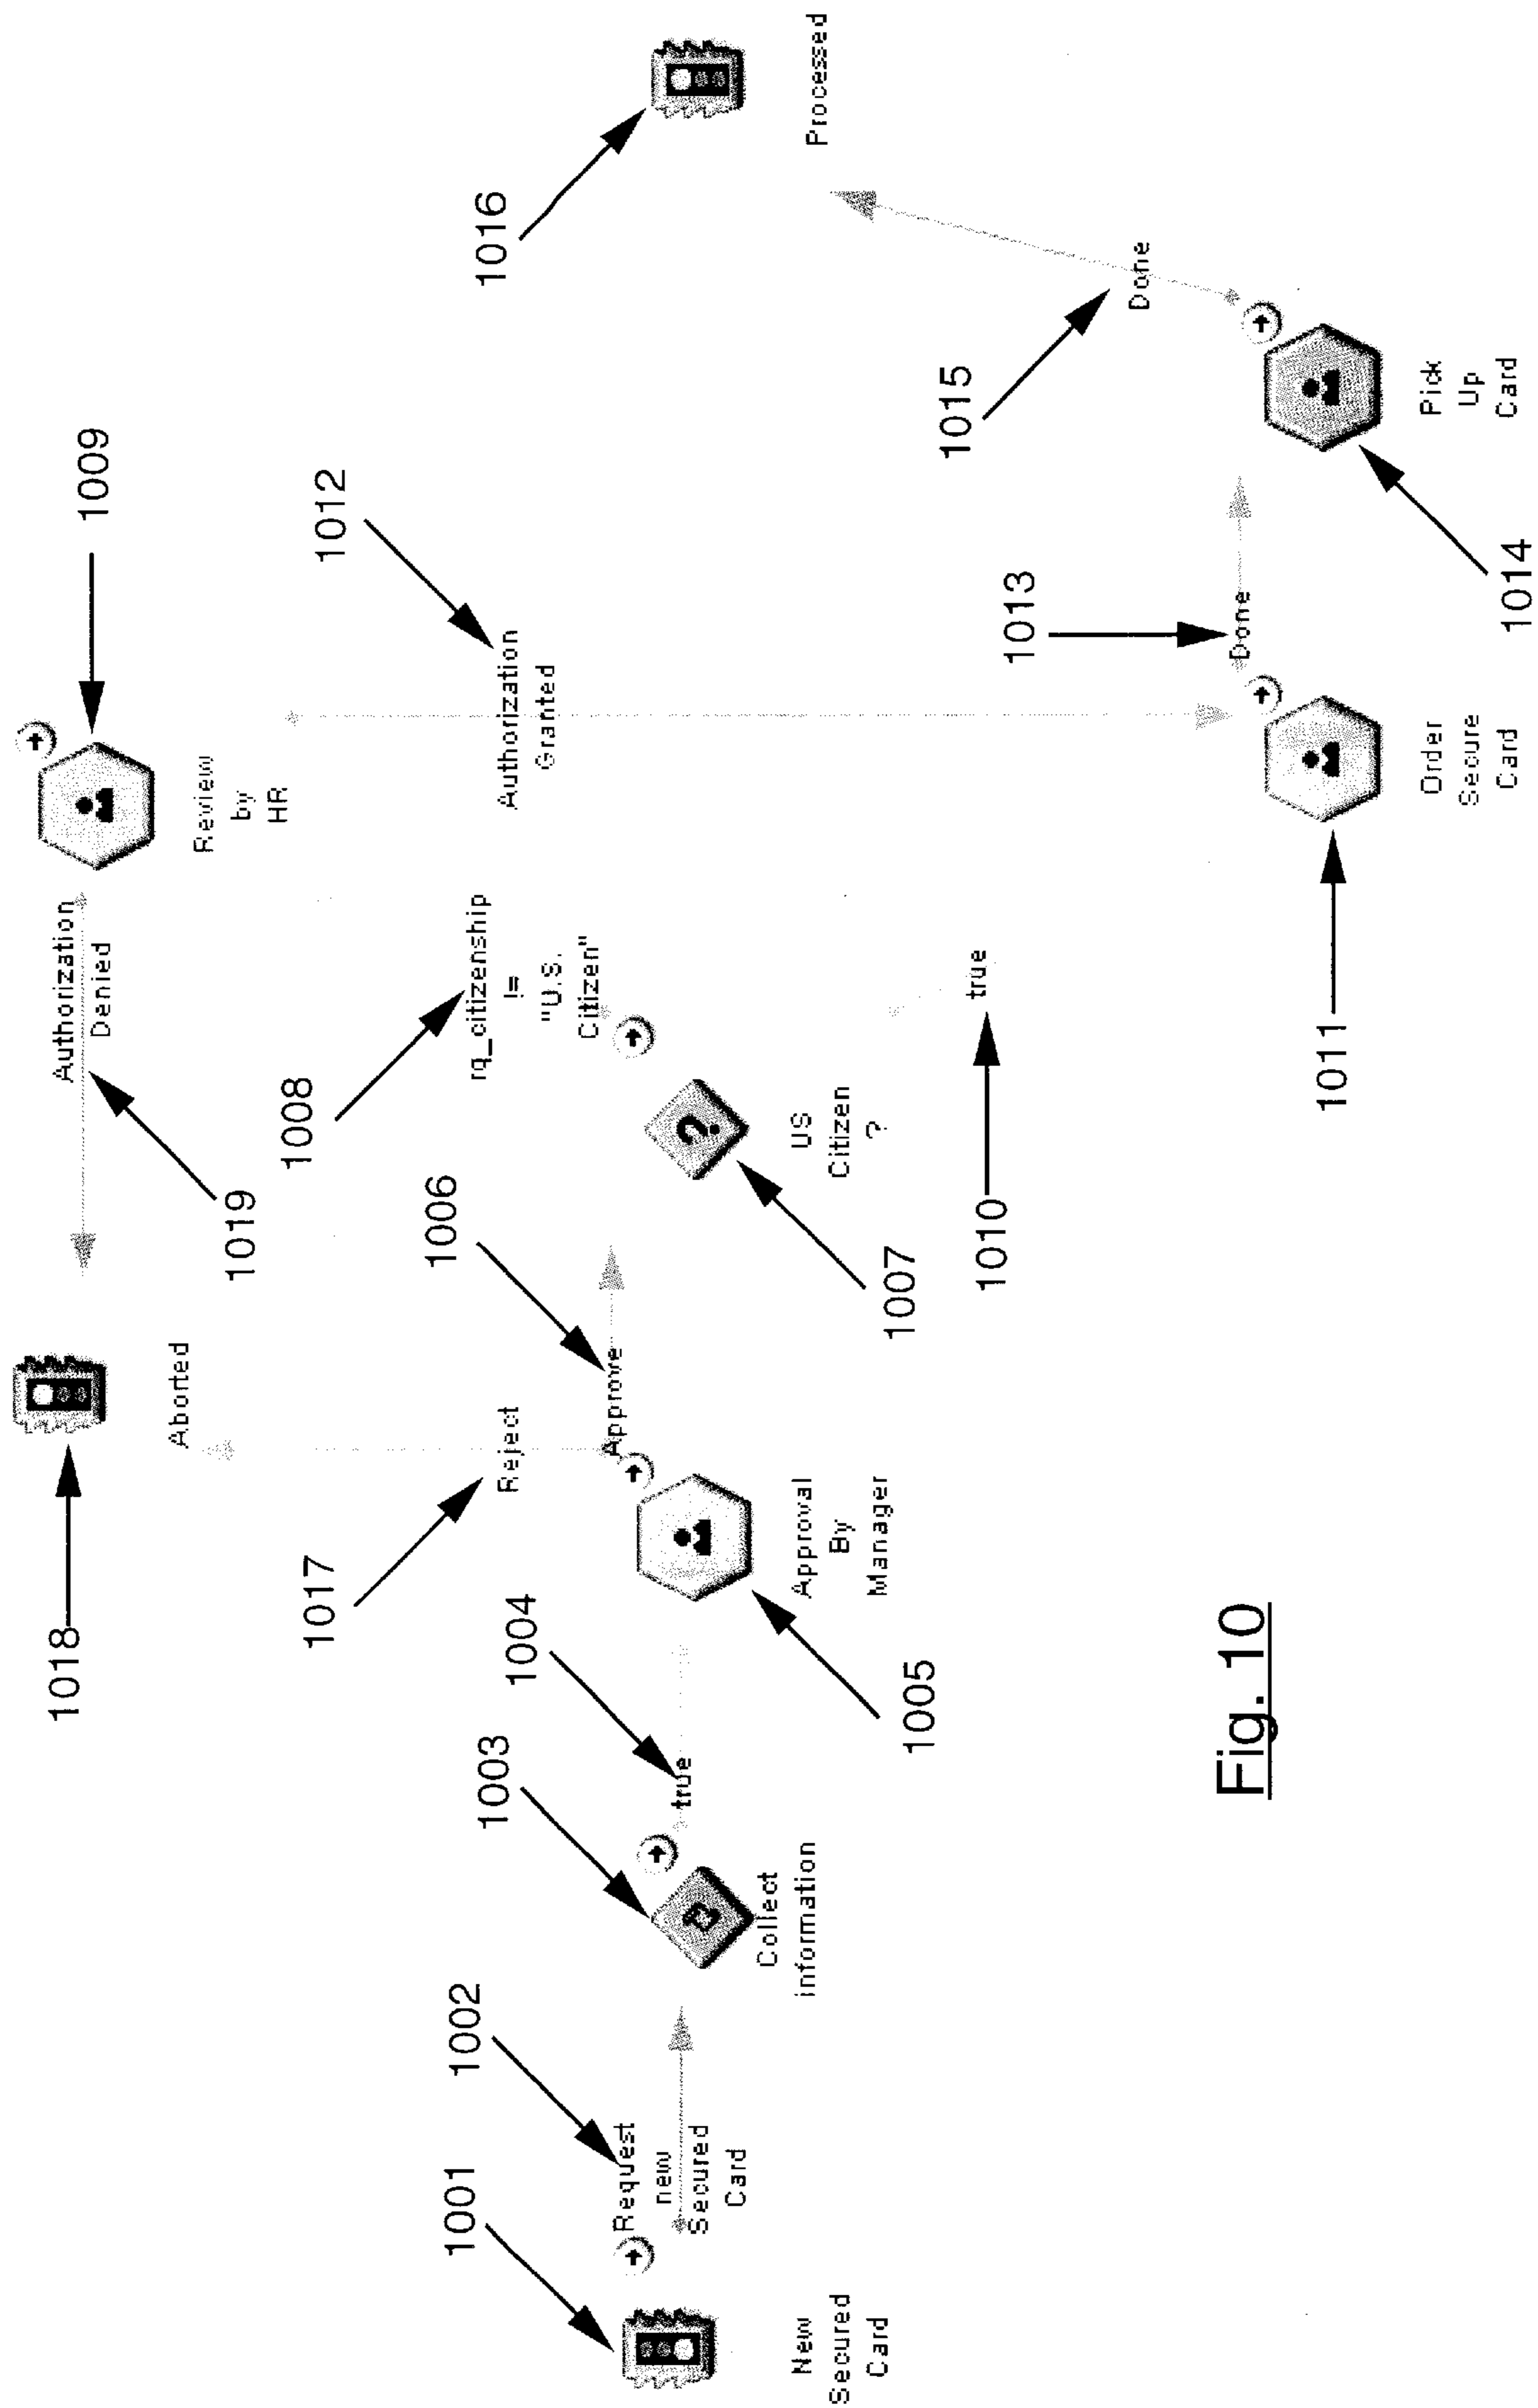 1018
Aborted
1019
Authorization
Denied
Review
by
HR
1009
1017
Reject
1008
rq_citizenship
!=
"U.S.
Citizen"
1012
Authorization
Granted
1016
Processed
1001
New
Secured
Card
1002
Request
new
Secured
Card
1003
Collect
Information
1004
true
1005
Approval
By
Manager
1006
Approve
1007
US
Citizen
?
1010
true
1011
Order
Secure
Card
1013
Done
1014
Pick
Up
Card
1015
Done
Fig. 10